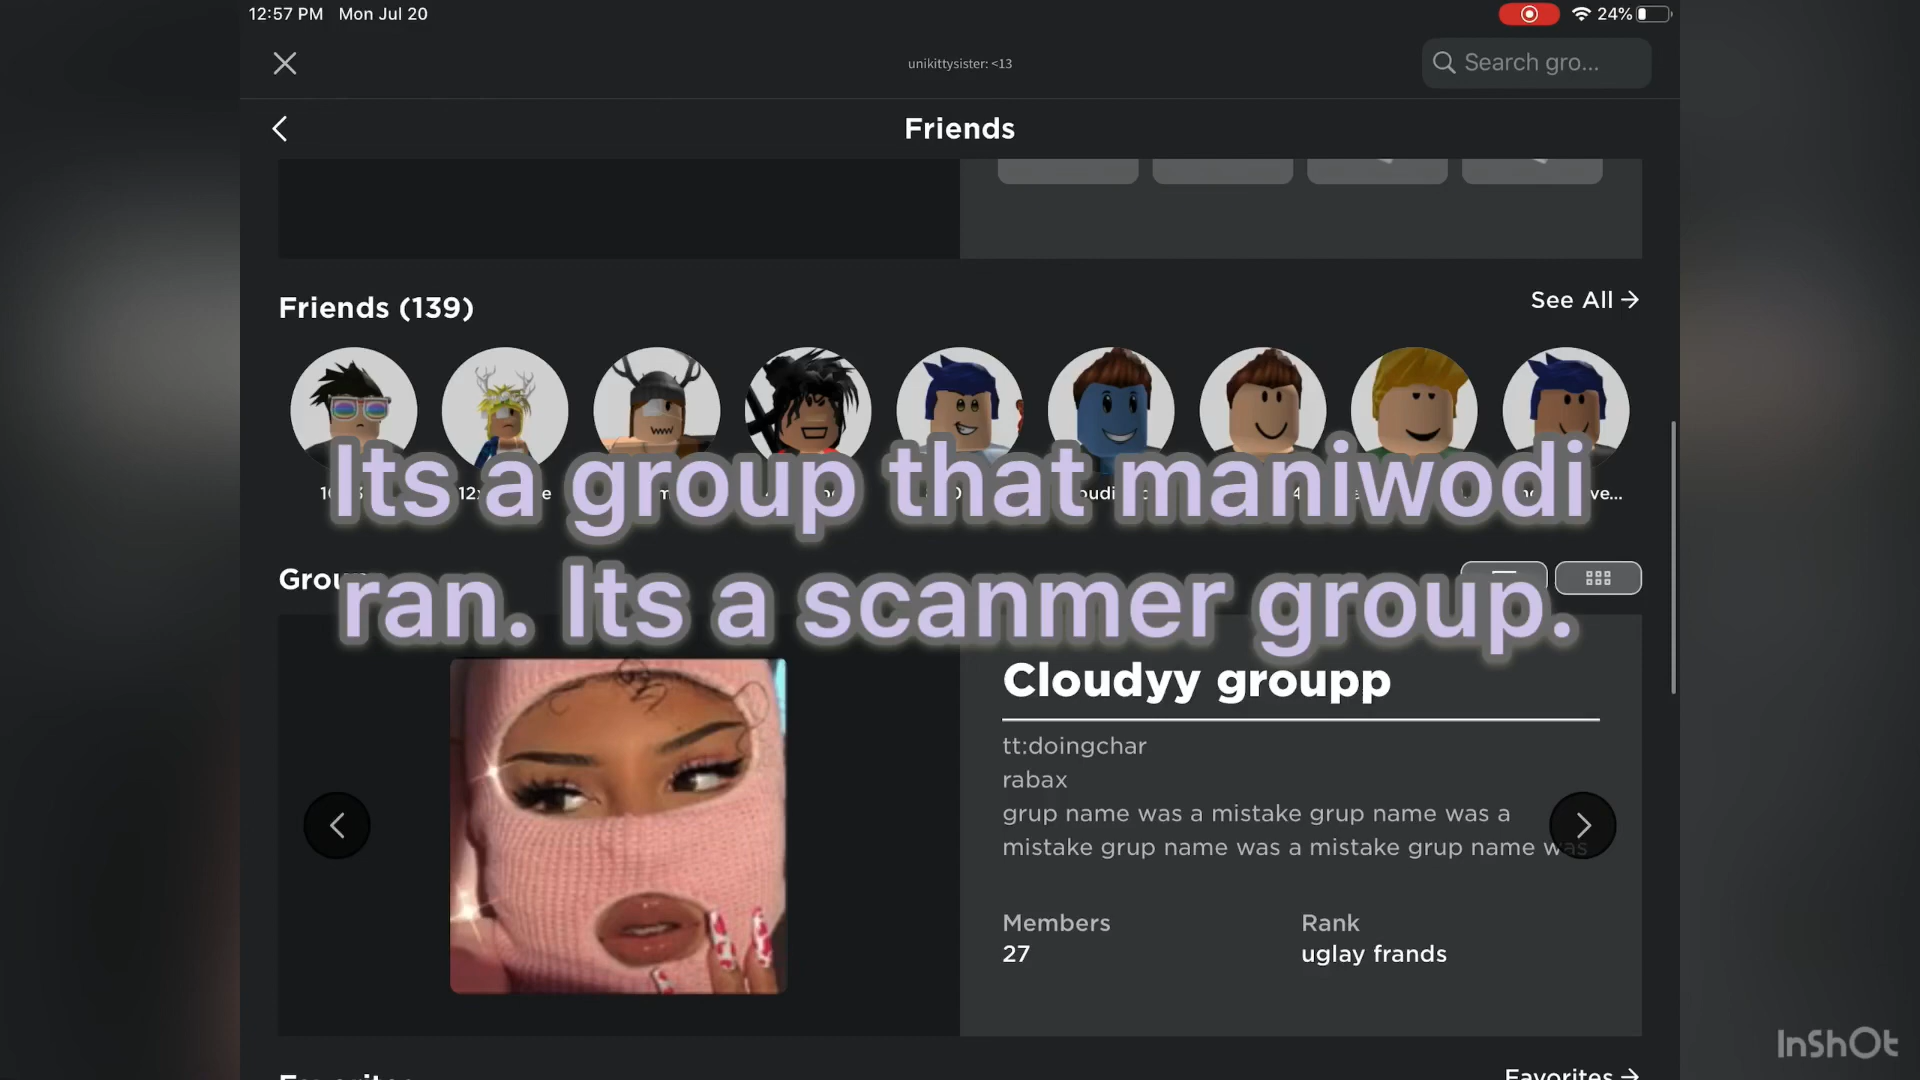 12:57 PM Mon Jul 20
24%
unikittysister: <13
Search gro...
Friends
Friends (139)
See All
Its a group that maniwodi
ran. Its a scanmer group.
Cloudyy groupp
tt:doingchar
rabax
grup name was a mistake grup name was a
mistake grup name was a mistake grup name was
Members
27
Rank
uglay frands
Favorites
InShOt